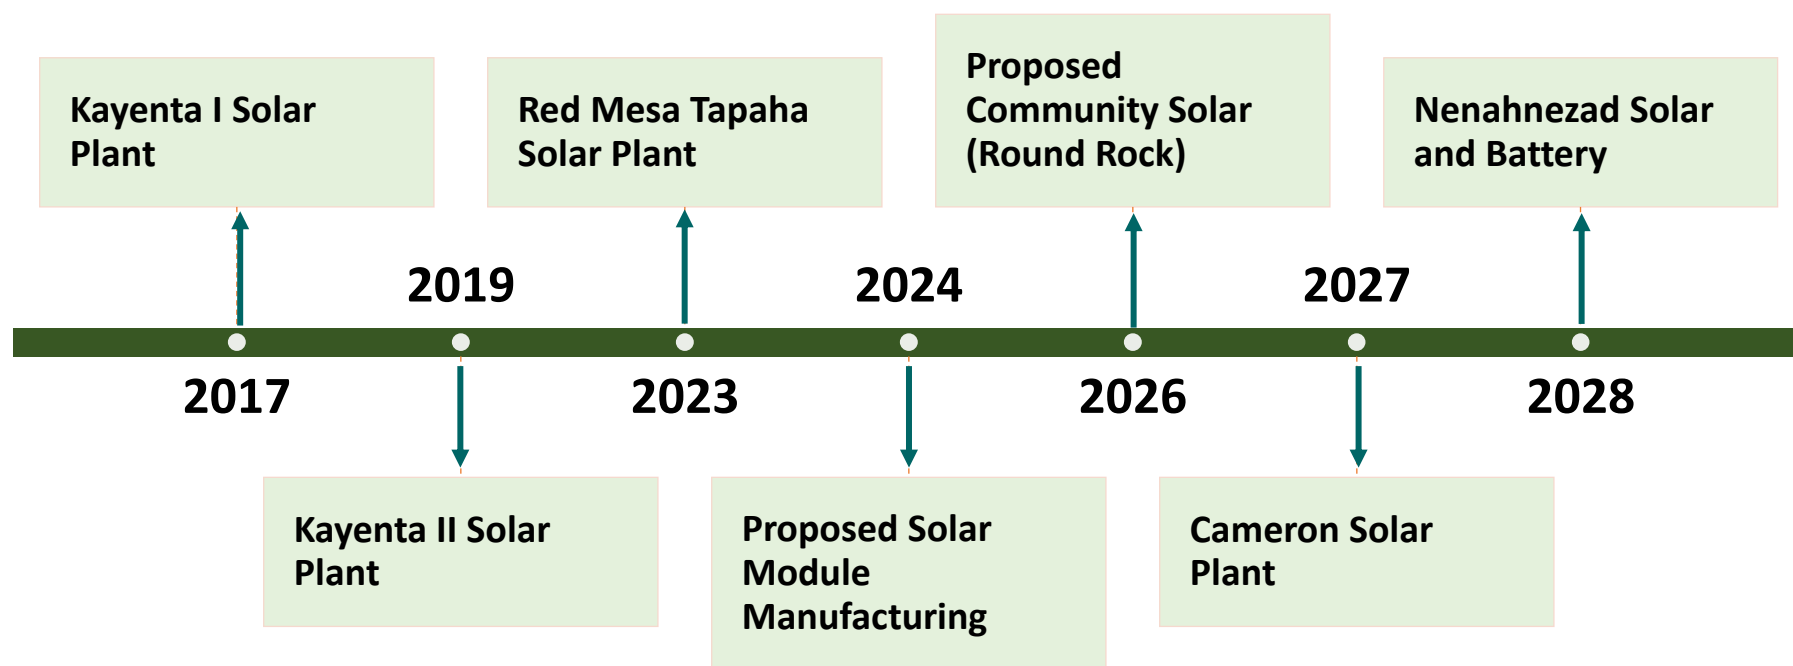 Kayenta I Solar
Plant
Red Mesa Tapaha
Solar Plant
Proposed
Community Solar
(Round Rock)
Nenahnezad Solar
and Battery
2019
2024
2027
2017
2023
2026
2028
Kayenta II Solar
Plant
Proposed Solar
Module
Manufacturing
Cameron Solar
Plant